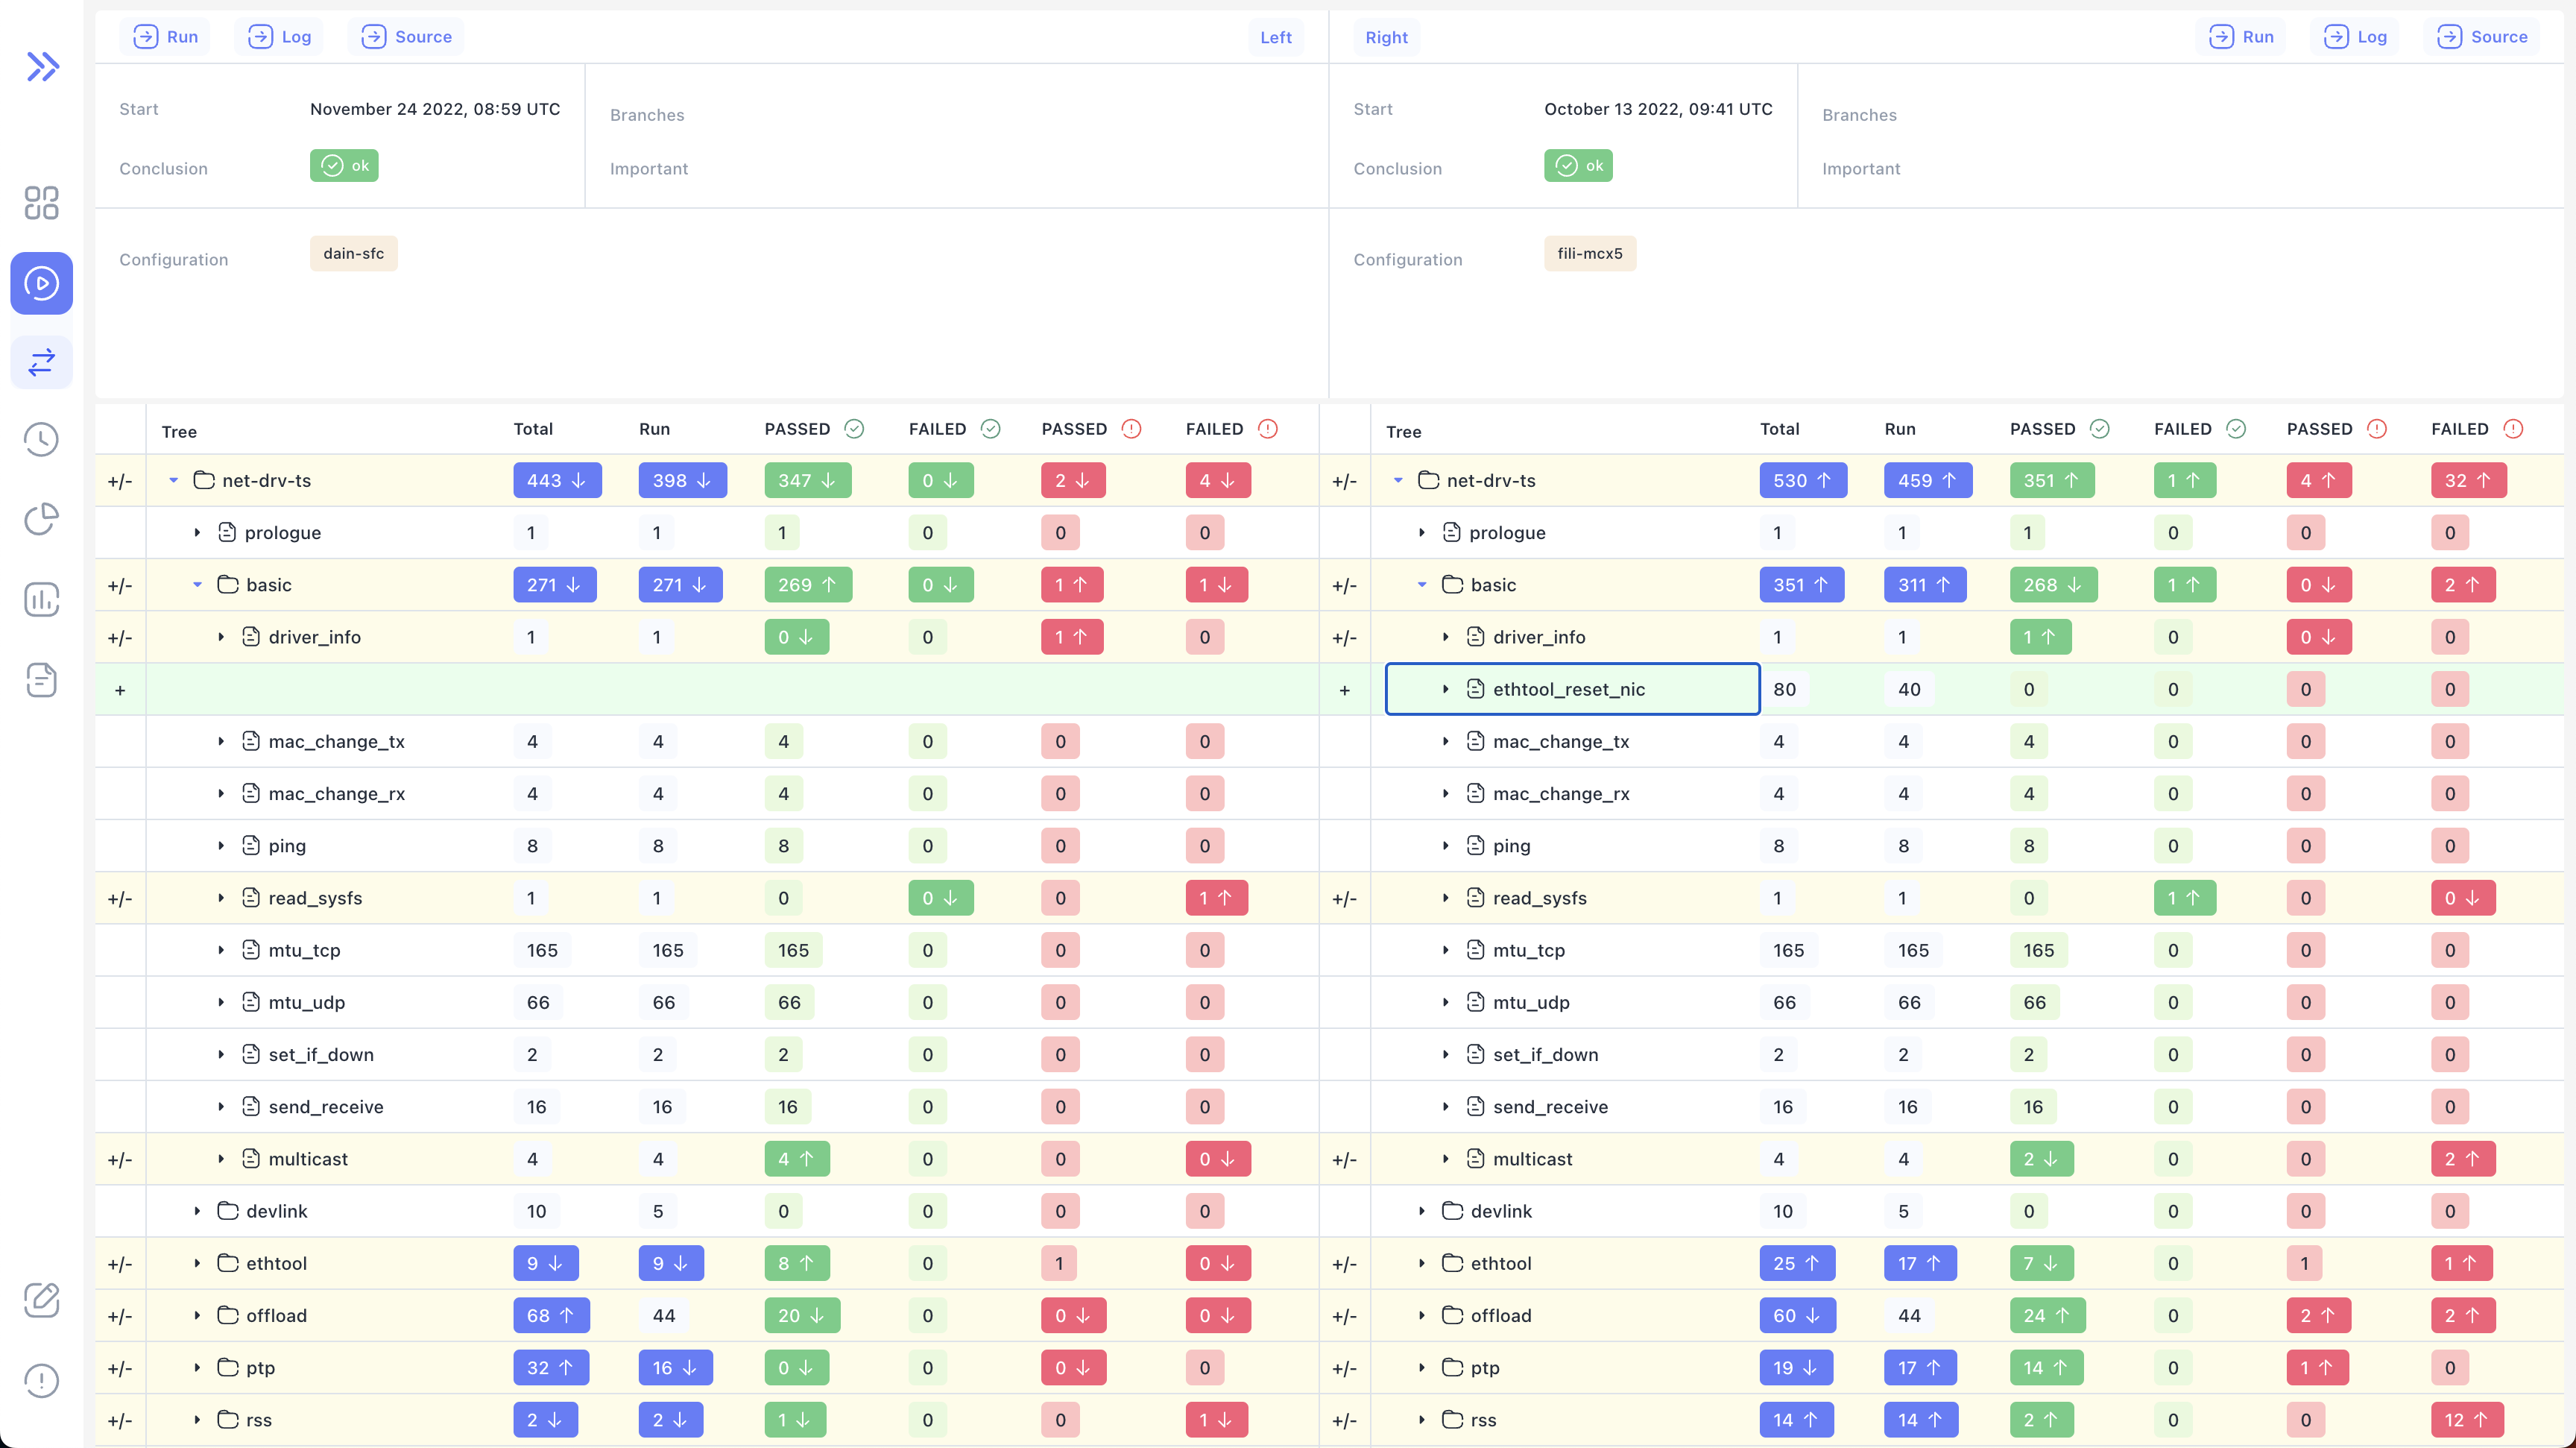 Run Log Source Left Right Run Log Source
Start November 24 2022, 08:59 UTC Branches Start October 13 2022, 09:41 UTC Branches
Conclusion ok Important Conclusion ok Important
Configuration dain-sfc Configuration fili-mcx5
Tree Total Run PASSED FAILED PASSED FAILED Tree Total Run PASSED FAILED PASSED FAILED
+/- net-drv-ts 443 ↓ 398 ↓ 347 ↓ 0 ↓ 2 ↓ 4 ↓ +/- net-drv-ts 530 ↑ 459 ↑ 351 ↑ 1 ↑ 4 ↑ 32 ↑
prologue 1 1 1 0 0 0 prologue 1 1 1 0 0 0
+/- basic 271 ↓ 271 ↓ 269 ↑ 0 ↓ 1 ↑ 1 ↓ +/- basic 351 ↑ 311 ↑ 268 ↓ 1 ↑ 0 ↓ 2 ↑
+/- driver_info 1 1 0 ↓ 0 1 ↑ 0 +/- driver_info 1 1 1 ↑ 0 0 ↓ 0
+ + ethtool_reset_nic 80 40 0 0 0 0
mac_change_tx 4 4 4 0 0 0 mac_change_tx 4 4 4 0 0 0
mac_change_rx 4 4 4 0 0 0 mac_change_rx 4 4 4 0 0 0
ping 8 8 8 0 0 0 ping 8 8 8 0 0 0
+/- read_sysfs 1 1 0 0 ↓ 0 1 ↑ +/- read_sysfs 1 1 0 1 ↑ 0 0 ↓
mtu_tcp 165 165 165 0 0 0 mtu_tcp 165 165 165 0 0 0
mtu_udp 66 66 66 0 0 0 mtu_udp 66 66 66 0 0 0
set_if_down 2 2 2 0 0 0 set_if_down 2 2 2 0 0 0
send_receive 16 16 16 0 0 0 send_receive 16 16 16 0 0 0
+/- multicast 4 4 4 ↑ 0 0 0 ↓ +/- multicast 4 4 2 ↓ 0 0 2 ↑
devlink 10 5 0 0 0 0 devlink 10 5 0 0 0 0
+/- ethtool 9 ↓ 9 ↓ 8 ↑ 0 1 0 ↓ +/- ethtool 25 ↑ 17 ↑ 7 ↓ 0 1 1 ↑
+/- offload 68 ↑ 44 20 ↓ 0 0 ↓ 0 ↓ +/- offload 60 ↓ 44 24 ↑ 0 2 ↑ 2 ↑
+/- ptp 32 ↑ 16 ↓ 0 ↓ 0 0 ↓ 0 +/- ptp 19 ↓ 17 ↑ 14 ↑ 0 1 ↑ 0
+/- rss 2 ↓ 2 ↓ 1 ↓ 0 0 1 ↓ +/- rss 14 ↑ 14 ↑ 2 ↑ 0 0 12 ↑